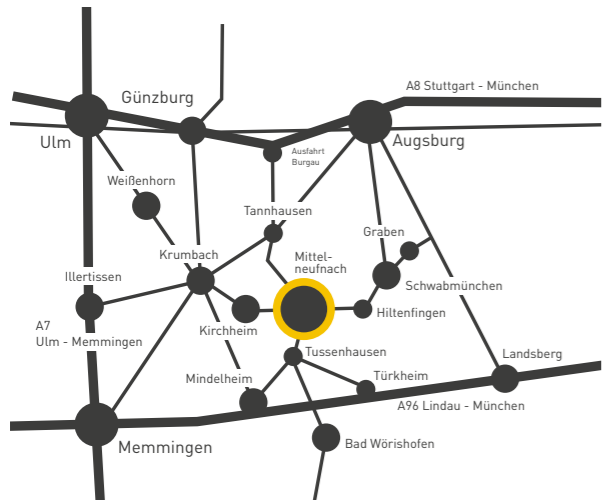 A8 Stuttgart - München
Günzburg
Ulm
Augsburg
Ausfahrt
Burgau
Weißenhorn
Tannhausen
Graben
Krumbach
Mittel-
neufnach
Illertissen
Schwabmünchen
A7
Ulm - Memmingen
Kirchheim
Hiltenfingen
Tussenhausen
Landsberg
Mindelheim
Türkheim
A96 Lindau - München
Memmingen
Bad Wörishofen